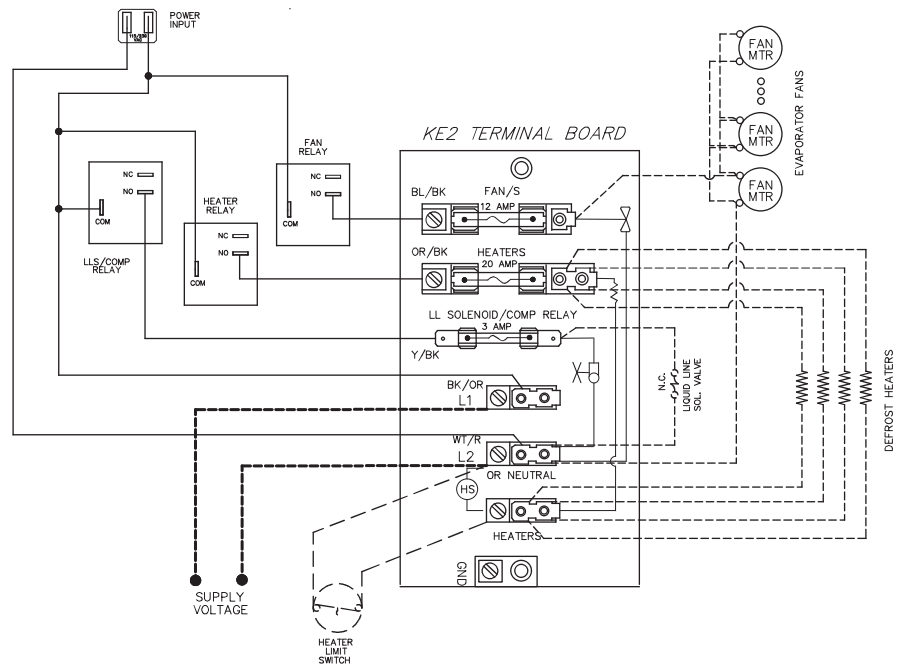 POWER
INPUT
115/230
VAC
FAN
MTR
FAN
MTR
FAN
MTR
EVAPORATOR FANS
KE2 TERMINAL BOARD
FAN
RELAY
NC
NO
COM
HEATER
RELAY
NC
NO
COM
NC
NO
COM
LLS/COMP
RELAY
BL/BK
FAN/S
12 AMP
OR/BK
HEATERS
20 AMP
LL SOLENOID/COMP RELAY
3 AMP
Y/BK
BK/OR
L1
WT/R
L2
OR NEUTRAL
HS
HEATERS
GND
N.C.
LIQUID LINE
SOL. VALVE
DEFROST HEATERS
SUPPLY
VOLTAGE
HEATER
LIMIT
SWITCH